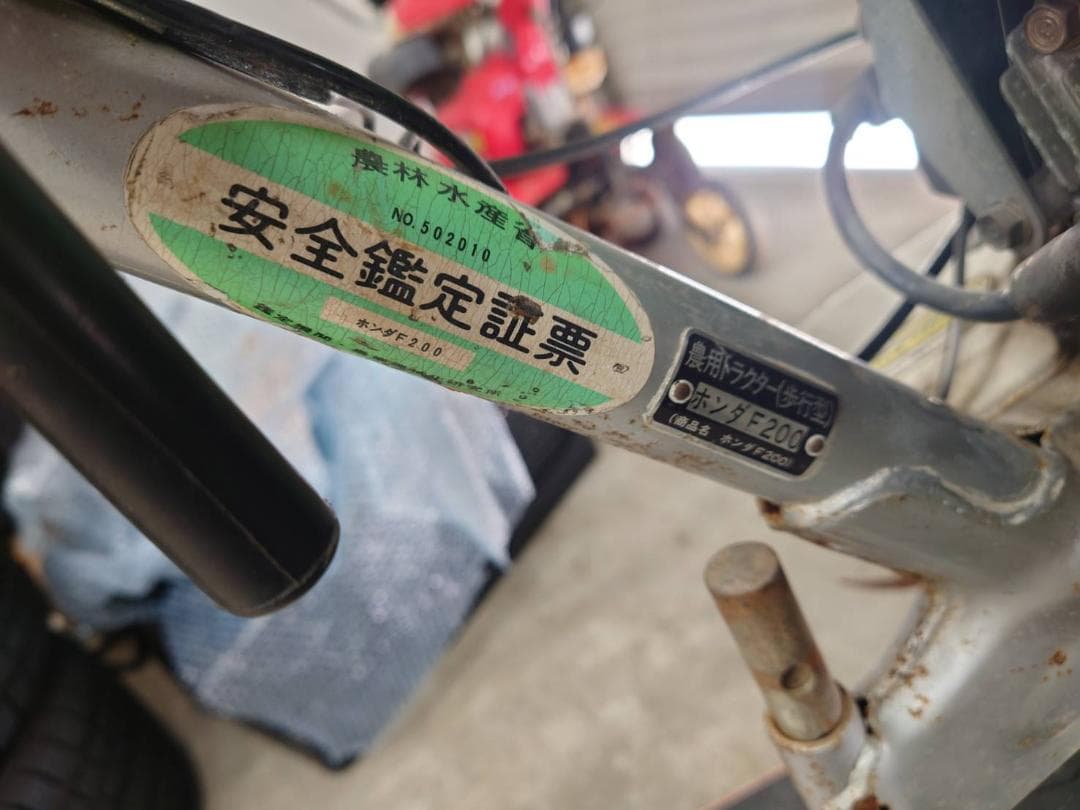 農林水産省
NO.502010
安全鑑定証票
ホンダF200
農用トラクター(歩行型)
ホンダF200
(商品名 ホンダF200)